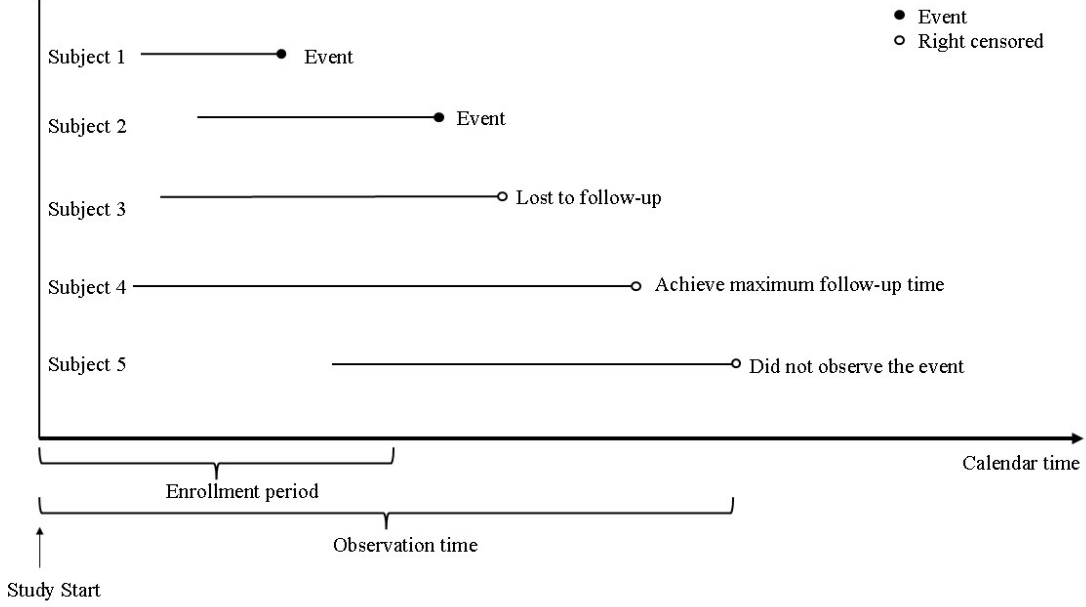 Event
Right censored
Subject 1
Event
Subject 2
Event
Subject 3
Lost to follow-up
Subject 4
Achieve maximum follow-up time
Subject 5
Did not observe the event
Calendar time
Enrollment period
Observation time
Study Start